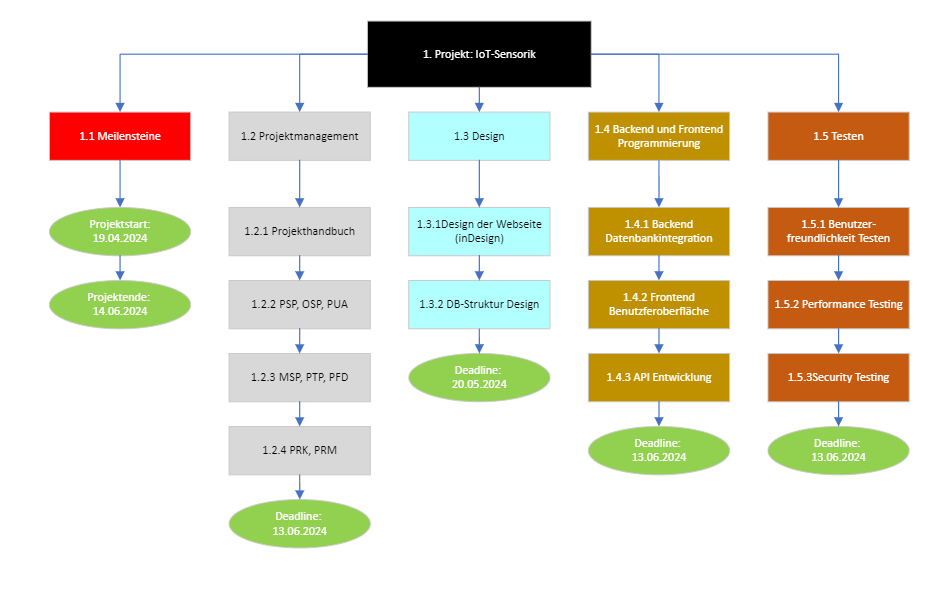 1. Projekt: IoT-Sensorik
1.1 Meilensteine
Projektstart:
19.04.2024
Projektende:
14.06.2024
1.2 Projektmanagement
1.2.1 Projekthandbuch
1.2.2 PSP, OSP, PUA
1.2.3 MSP, PTP, PFD
1.2.4 PRK, PRM
Deadline:
13.06.2024
1.3 Design
1.3.1Design der Webseite
(inDesign)
1.3.2 DB-Struktur Design
Deadline:
20.05.2024
1.4 Backend und Frontend
Programmierung
1.4.1 Backend
Datenbankintegration
1.4.2 Frontend
Benutzferoberfläche
1.4.3 API Entwicklung
Deadline:
13.06.2024
1.5 Testen
1.5.1 Benutzer-
freundlichkeit Testen
1.5.2 Performance Testing
1.5.3Security Testing
Deadline:
13.06.2024